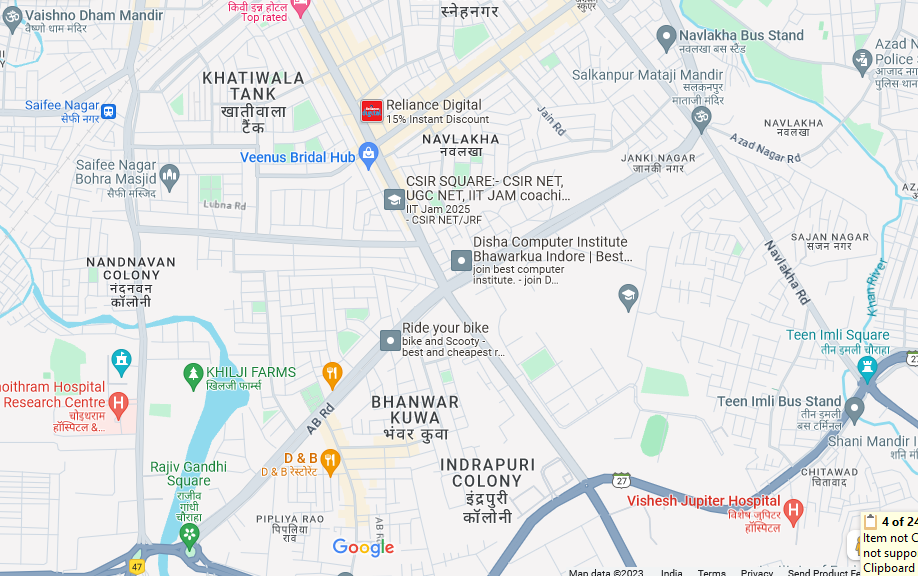 Vaishno Dham Mandir
वैष्णो धाम मंदिर
किवी इन्न होटल
Top rated
स्नेहनगर
स्कूल
Navlakha Bus Stand
नवलखा बस स्टैंड
Azad N
Police S
आजाद नग
पुलिस थान
KHATIWALA
TANK
खातीवाला
टैंक
Salkanpur Mataji Mandir
सलकनपुर
माताजी मंदिर
Saifee Nagar
सेफी नगर
Reliance Digital
15% Instant Discount
Jain Rd
NAVLAKHA
नवलखा
NAVLAKHA
नवलखा
Azad Nagar Rd
Veenus Bridal Hub
JANKI NAGAR
जानकी नगर
Saifee Nagar
Bohra Masjid
सैफी मस्जिद
CSIR SQUARE:- CSIR NET,
UGC NET, IIT JAM coachi...
IIT Jam 2025
- CSIR NET/JRF
Lubna Rd
AZ
Disha Computer Institute
Bhawarkua Indore | Best...
join best computer
institute. - join D...
SAJAN NAGAR
सजन नगर
NANDNAVAN
COLONY
नंदनवन
कॉलोनी
Navlakha Rd
Khan River
Ride your bike
bike and Scooty -
best and cheapest r...
Teen Imli Square
तीन इमली चौराहा
27
KHILJI FARMS
खिलजी फार्म्स
oithram Hospital
Research Centre
चोइथराम
हॉस्पिटल &...
H
AB Rd
BHANWAR
KUWA
भंवर कुवा
Teen Imli Bus Stand
तीन इमली
बस टर्मिनल
Shani Mandir I
शनि मं
D & B
D & B रेस्टोरेंट
Rajiv Gandhi
Square
राजीव
गांधी
चौराहा
INDRAPURI
COLONY
इंद्रपुरी
कॉलोनी
CHITAWAD
चितावाद
27
Vishesh Jupiter Hospital
विशेष जुपिटर
हॉस्पिटल
H
PIPLIYA RAO
पिपलिया
राव
AB Rd
47
Google
4 of 24
Item not C
not suppo
Clipboard
Map data ©2023 India Terms Privacy Send Product Fe